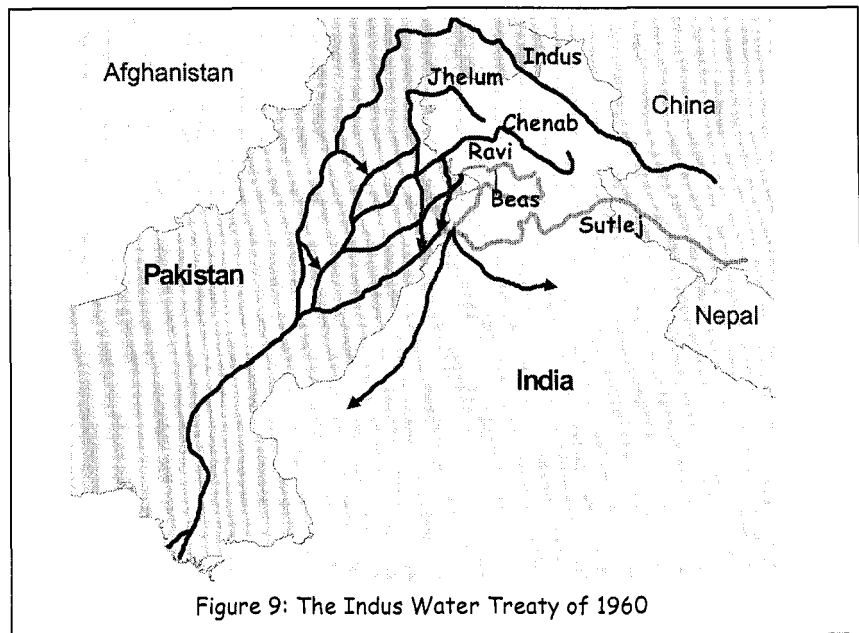 Afghanistan
Indus
Jhelum
China
Chenab
Ravi
Beas
Sutlej
Pakistan
Nepal
India
Figure 9: The Indus Water Treaty of 1960